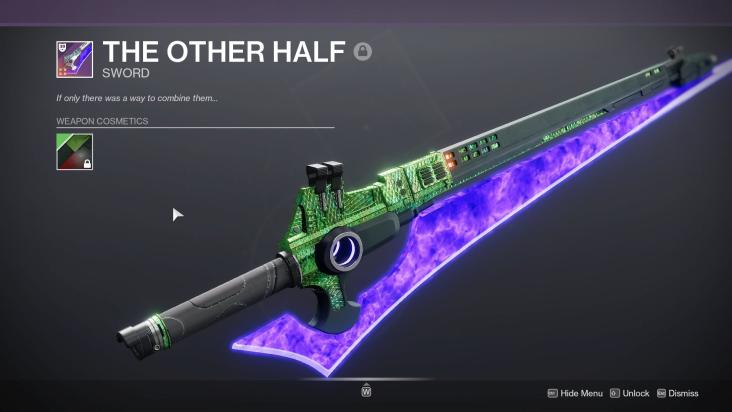 THE OTHER HALF
SWORD
If only there was a way to combine them...
WEAPON COSMETICS
W
Hide Menu
Unlock
Dismiss